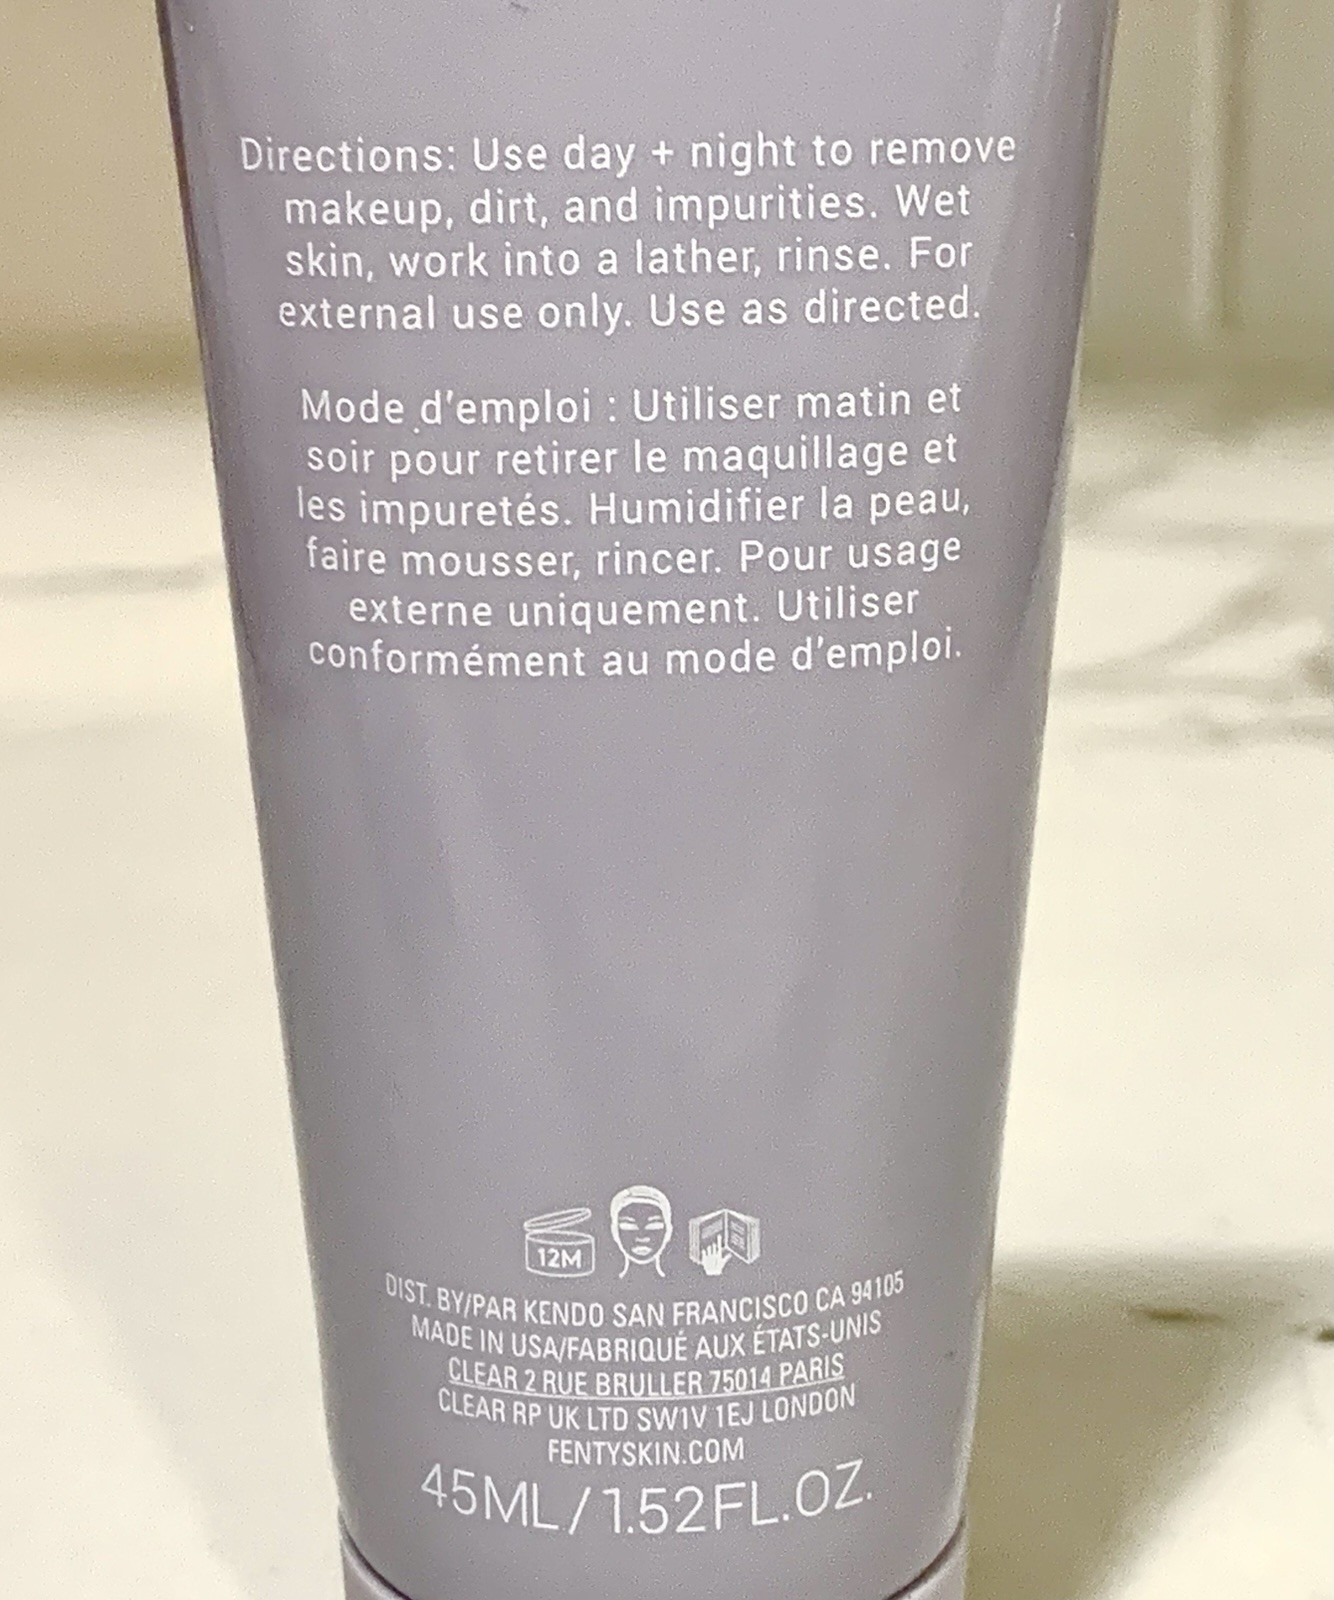 Directions: Use day + night to remove
makeup, dirt, and impurities. Wet
skin, work into a lather, rinse. For
external use only. Use as directed.
Mode d'emploi : Utiliser matin et
soir pour retirer le maquillage et
les impuretés. Humidifier la peau,
faire mousser, rincer. Pour usage
externe uniquement. Utiliser
conformément au mode d'emploi.
12M
DIST. BY/PAR KENDO SAN FRANCISCO CA 94105
MADE IN USA/FABRIQUÉ AUX ÉTATS-UNIS
CLEAR 2 RUE BRULLER 75014 PARIS
CLEAR RP UK LTD SW1V 1EJ LONDON
FENTYSKIN.COM
45ML/1.52FL.OZ.